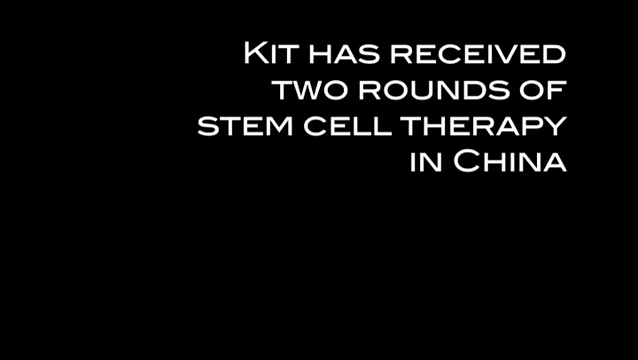 Kit has received
two rounds of
stem cell therapy
in China